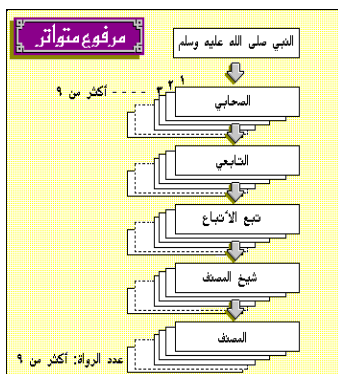 مرفوع متواتر
النبي صلى الله عليه وسلم
١ ٢ ٣ - - - - أكثر من ٩
الصحابي
التابعي
تبع الأتباع
شيخ المصنف
المصنف
عدد الرواة: أكثر من ٩